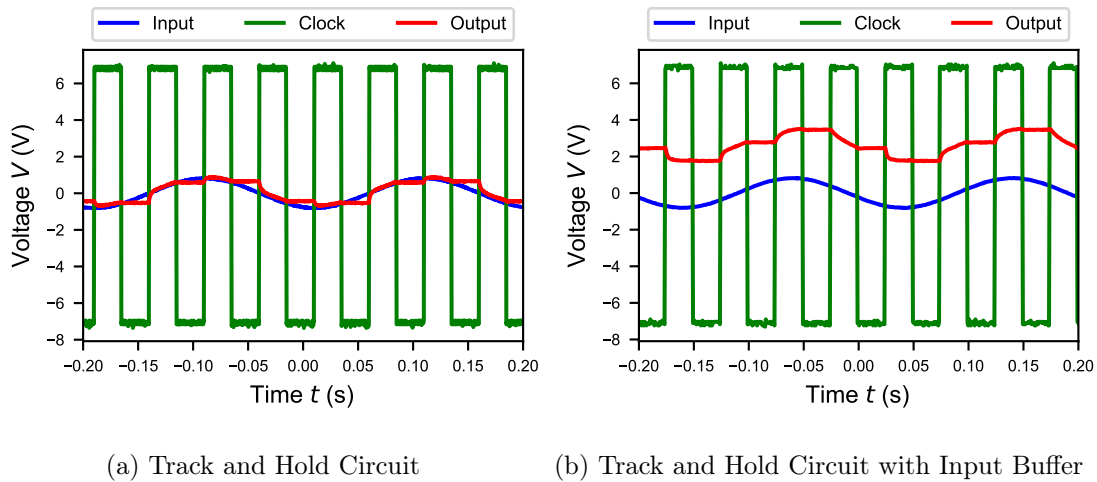 Input Clock Output
Voltage V (V)
6
4
2
0
−2
−4
−6
−8
−0.20 −0.15 −0.10 −0.05 0.00 0.05 0.10 0.15 0.20
Time t (s)
(a) Track and Hold Circuit
Input Clock Output
Voltage V (V)
6
4
2
0
−2
−4
−6
−8
−0.20 −0.15 −0.10 −0.05 0.00 0.05 0.10 0.15 0.20
Time t (s)
(b) Track and Hold Circuit with Input Buffer